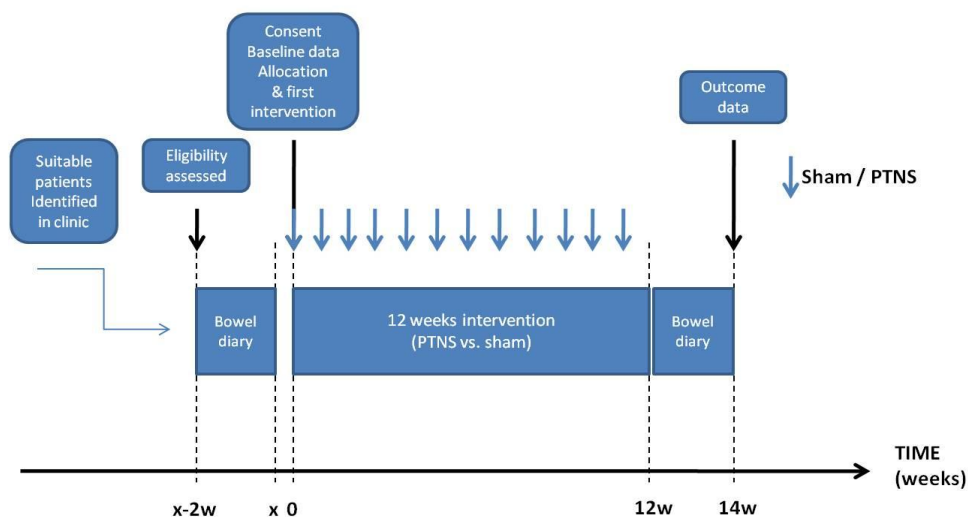 Consent
Baseline data
Allocation
& first
intervention
Outcome
data
Suitable
patients
Identified
in clinic
Eligibility
assessed
Sham / PTNS
Bowel
diary
12 weeks intervention
(PTNS vs. sham)
Bowel
diary
TIME
(weeks)
x-2w
x 0
12w
14w